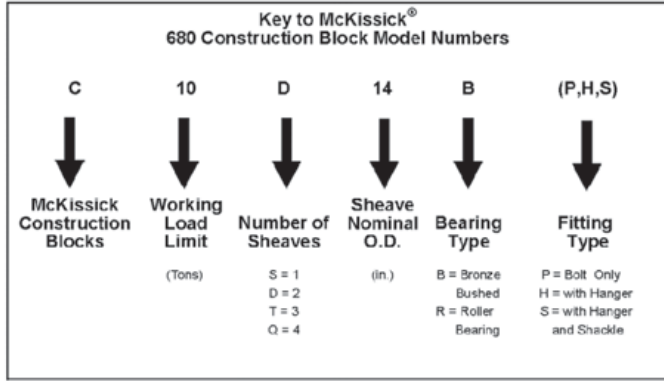 Key to McKissick®
680 Construction Block Model Numbers
C 10 D 14 B (P,H,S)
McKissick
Construction
Blocks
Working
Load
Limit
(Tons)
Number of
Sheaves
S = 1
D = 2
T = 3
Q = 4
Sheave
Nominal
O.D.
(in.)
Bearing
Type
B = Bronze
Bushed
R = Roller
Bearing
Fitting
Type
P = Bolt Only
H = with Hanger
S = with Hanger
and Shackle